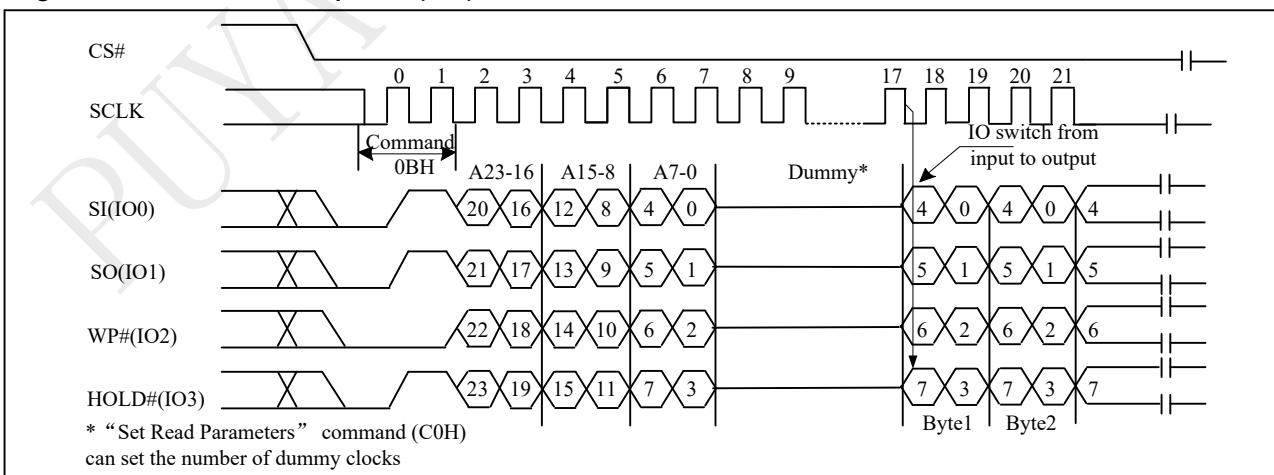 CS#
0 1 2 3 4 5 6 7 8 9 17 18 19 20 21
SCLK
Command
0BH
IO switch from
input to output
A23-16 A15-8 A7-0 Dummy*
SI(IO0) 20 16 12 8 4 0 4 0 4 0 4
SO(IO1) 21 17 13 9 5 1 5 1 5 1 5
WP#(IO2) 22 18 14 10 6 2 6 2 6 2 6
HOLD#(IO3) 23 19 15 11 7 3 7 3 7 3 7
Byte1 Byte2
* “Set Read Parameters” command (C0H)
can set the number of dummy clocks
PUYA